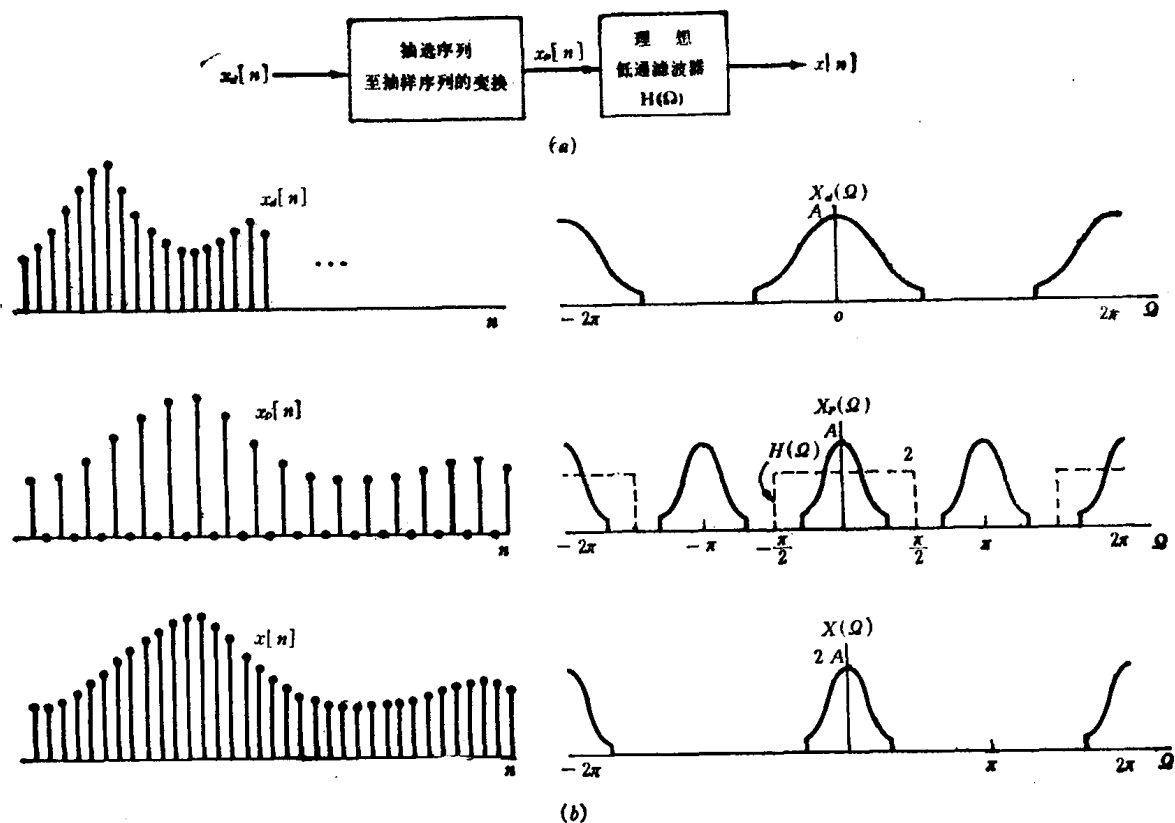 x_d[n]
抽选序列
至抽样序列的变换
x_p[n]
理 想
低通滤波器
H(Ω)
x[n]
(a)
x_d[n]
...
n
X_d(Ω)
A
-2π
0
2π
Ω
x_p[n]
n
X_p(Ω)
A
H(Ω)
2
-2π
-π
-π/2
π/2
π
2π
Ω
x[n]
n
X(Ω)
2A
-2π
π
2π
Ω
(b)